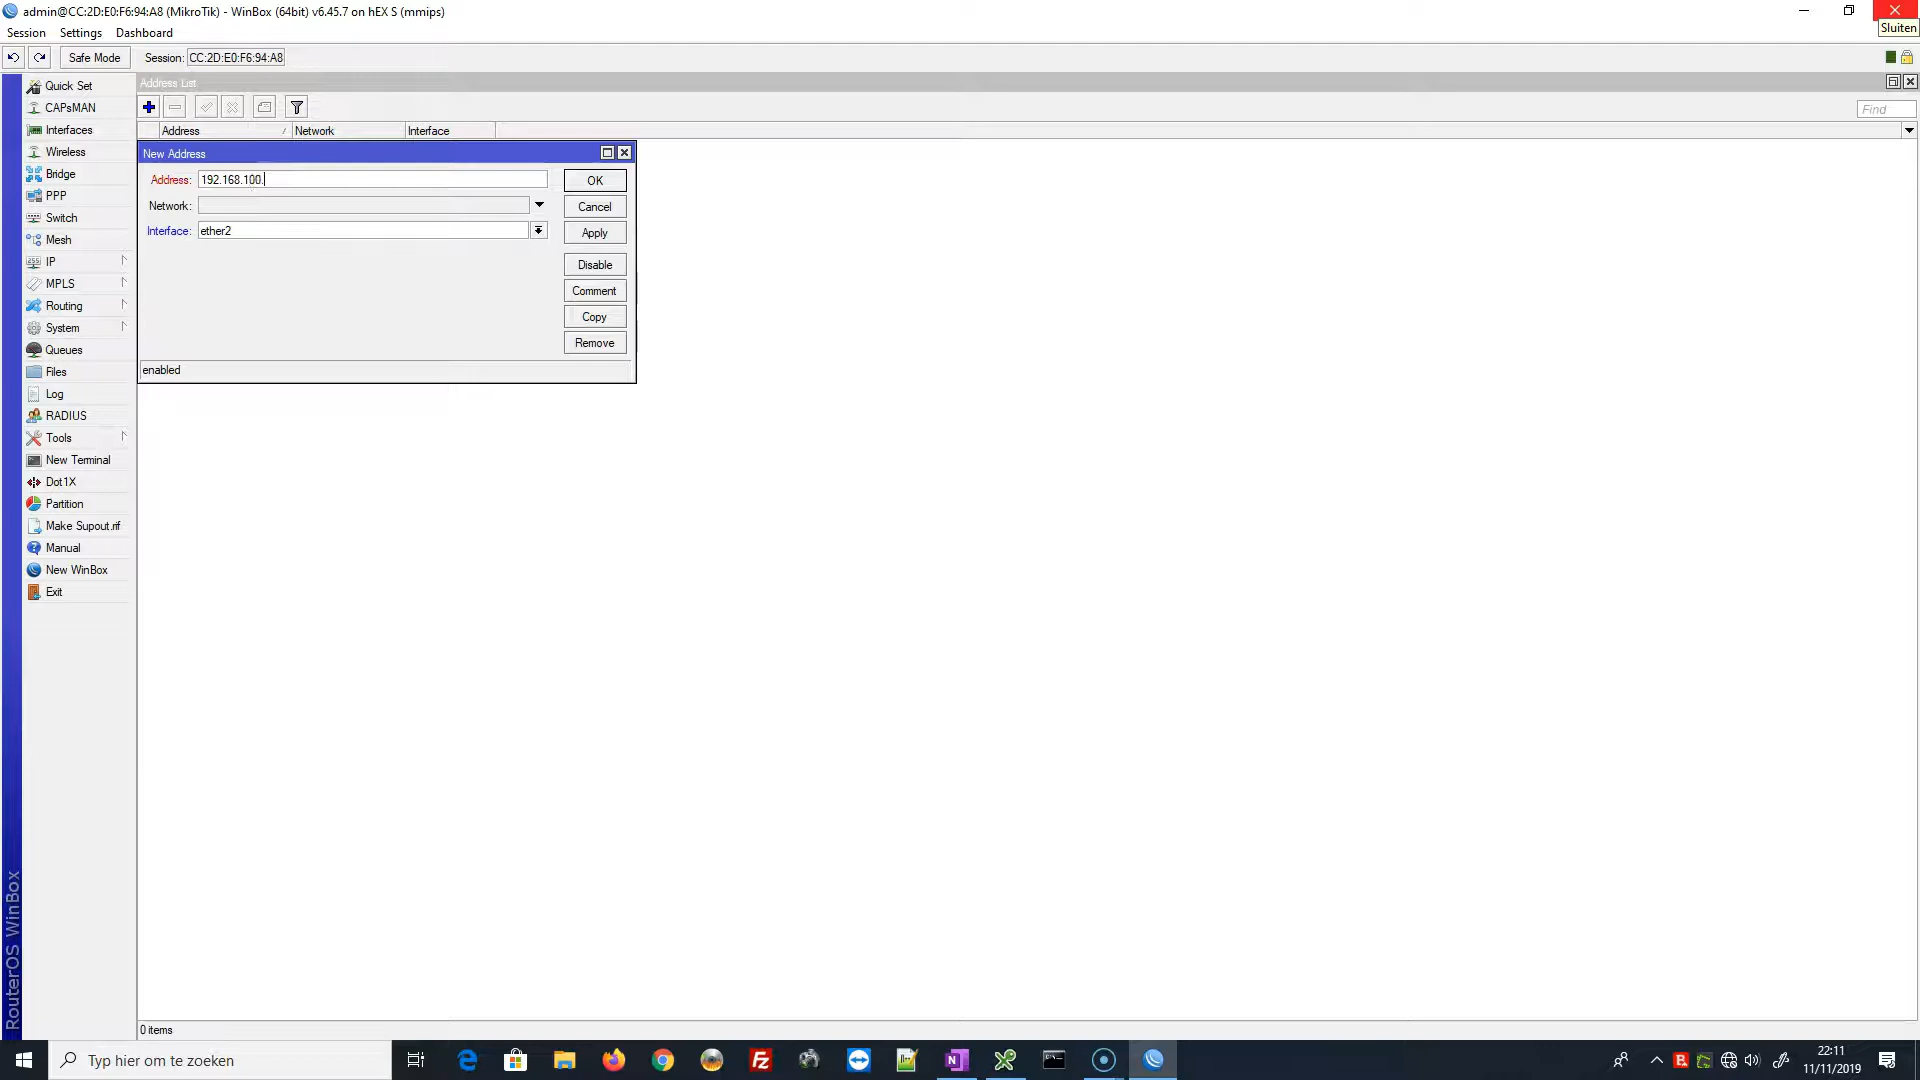 admin@CC:2D:E0:F6:94:A8 (MikroTik) - WinBox (64bit) v6.45.7 on hEX S (mmips)
Sluiten
Session Settings Dashboard
Safe Mode Session: CC:2D:E0:F6:94:A8
Quick Set
CAPsMAN
Interfaces
Wireless
Bridge
PPP
Switch
Mesh
IP
MPLS
Routing
System
Queues
Files
Log
RADIUS
Tools
New Terminal
Dot1X
Partition
Make Supout.rif
Manual
New WinBox
Exit
RouterOS WinBox
Address List
Find
Address Network Interface
New Address
Address: 192.168.100.
Network:
Interface: ether2
OK
Cancel
Apply
Disable
Comment
Copy
Remove
enabled
0 items
Typ hier om te zoeken
22:11
11/11/2019